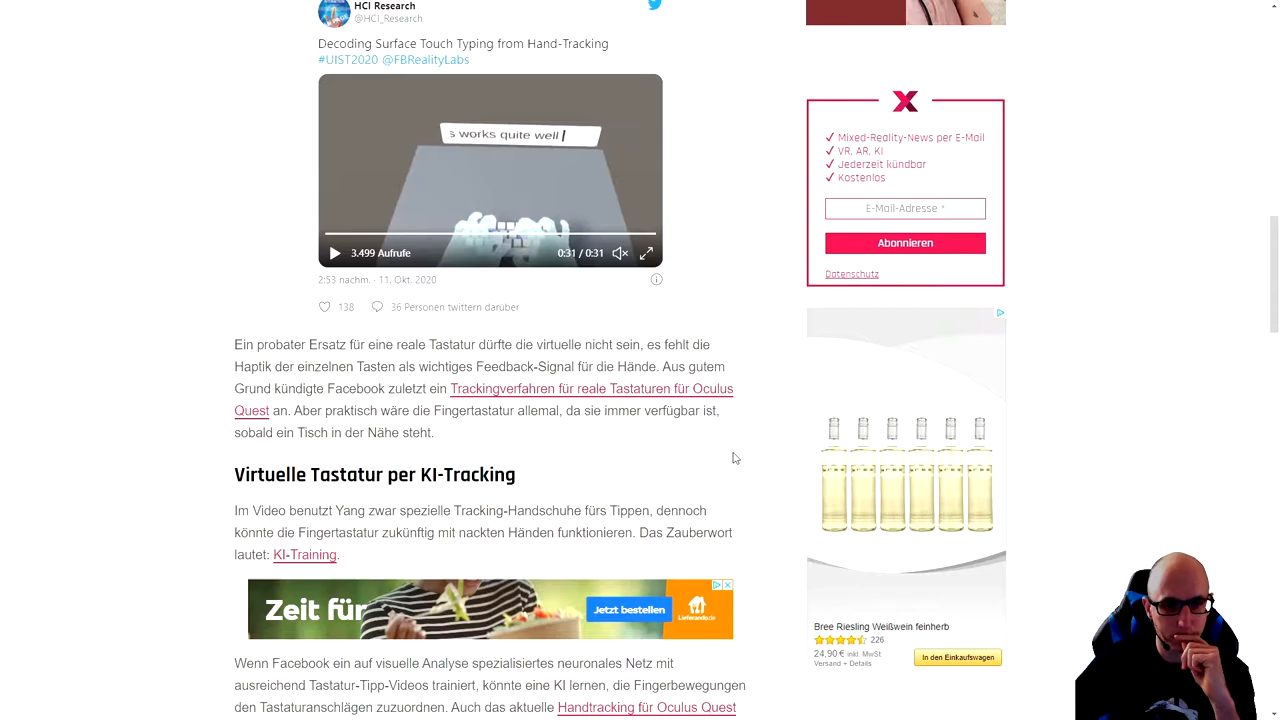 HCI Research
@HCI_Research
Decoding Surface Touch Typing from Hand-Tracking
#UIST2020 @FBRealityLabs
s works quite well
3.499 Aufrufe
0:31 / 0:31
2:53 nachm. · 11. Okt. 2020
138
36 Personen twittern darüber
Ein probater Ersatz für eine reale Tastatur dürfte die virtuelle nicht sein, es fehlt die
Haptik der einzelnen Tasten als wichtiges Feedback-Signal für die Hände. Aus gutem
Grund kündigte Facebook zuletzt ein Trackingverfahren für reale Tastaturen für Oculus
Quest an. Aber praktisch wäre die Fingertastatur allemal, da sie immer verfügbar ist,
sobald ein Tisch in der Nähe steht.
Virtuelle Tastatur per KI-Tracking
Im Video benutzt Yang zwar spezielle Tracking-Handschuhe fürs Tippen, dennoch
könnte die Fingertastatur zukünftig mit nackten Händen funktionieren. Das Zauberwort
lautet: KI-Training.
Zeit für
Jetzt bestellen
Lieferando.de
Wenn Facebook ein auf visuelle Analyse spezialisiertes neuronales Netz mit
ausreichend Tastatur-Tipp-Videos trainiert, könnte eine KI lernen, die Fingerbewegungen
den Tastaturanschlägen zuzuordnen. Auch das aktuelle Handtracking für Oculus Quest
X
✓ Mixed-Reality-News per E-Mail
✓ VR, AR, KI
✓ Jederzeit kündbar
✓ Kostenlos
E-Mail-Adresse *
Abonnieren
Datenschutz
Bree Riesling Weißwein feinherb
226
24,90 € inkl. MwSt.
Versand + Details
In den Einkaufswagen